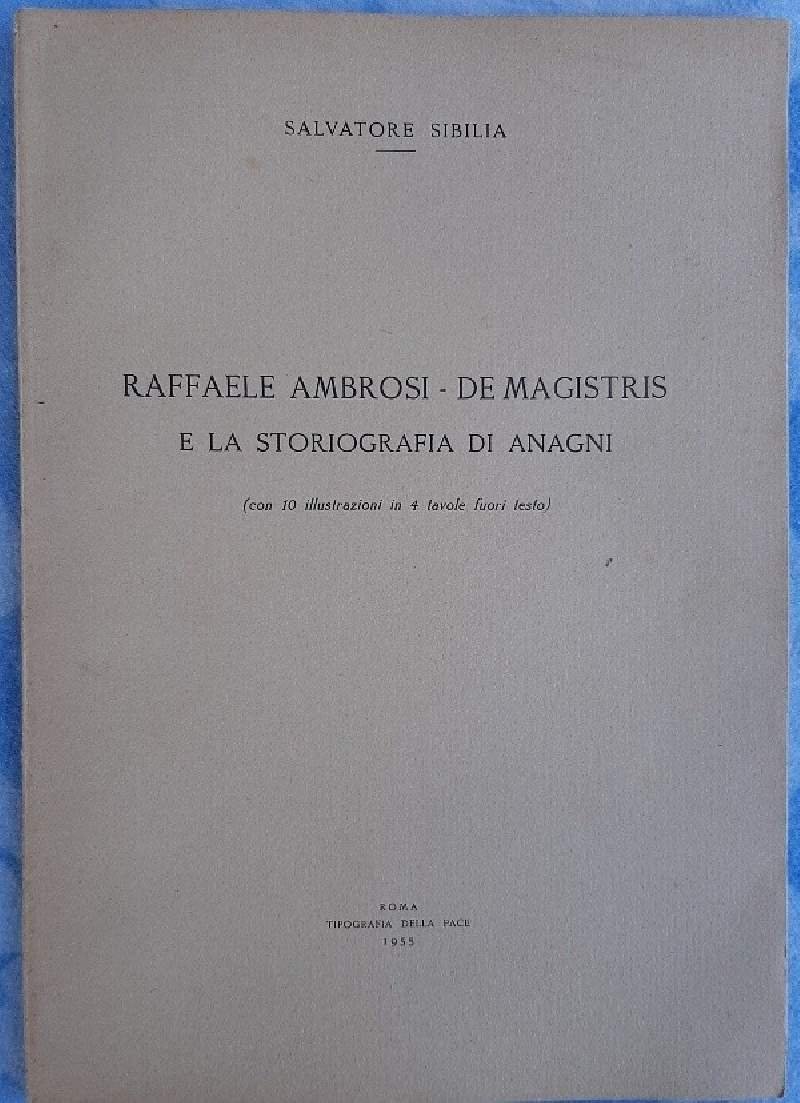 SALVATORE SIBILIA
RAFFAELE AMBROSI - DE MAGISTRIS
E LA STORIOGRAFIA DI ANAGNI
(con 10 illustrazioni in 4 tavole fuori testo)
ROMA
TIPOGRAFIA DELLA PACE
1955